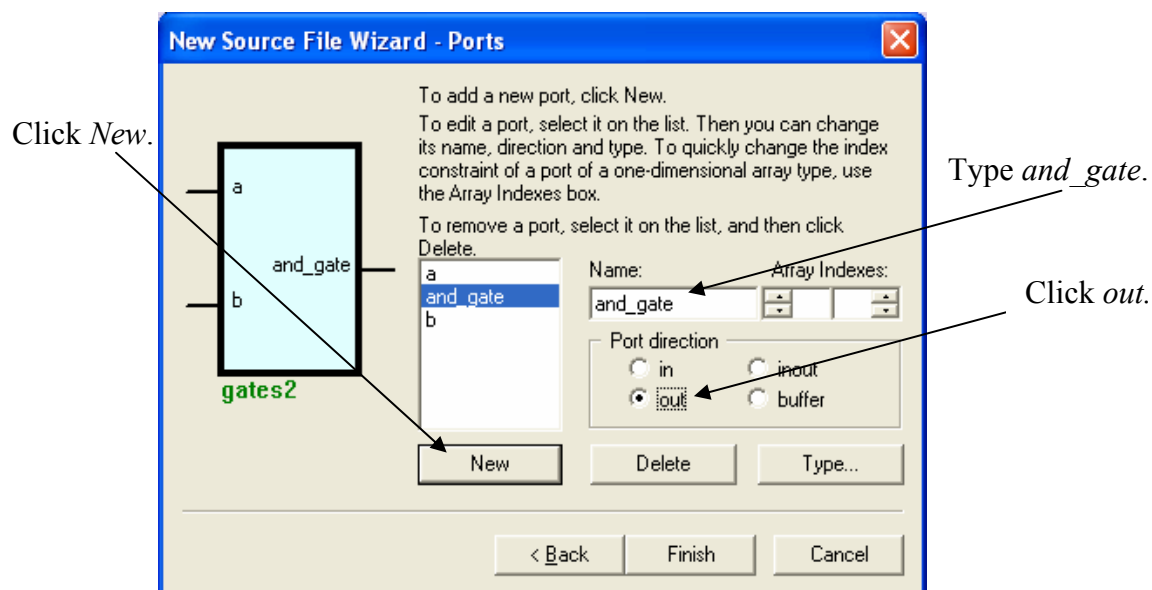 New Source File Wizard - Ports
To add a new port, click New.
To edit a port, select it on the list. Then you can change
its name, direction and type. To quickly change the index
constraint of a port of a one-dimensional array type, use
the Array Indexes box.
To remove a port, select it on the list, and then click
Delete.
Click New.
a
and_gate
b
gates2
a
and_gate
b
Name:
Array Indexes:
and_gate
Port direction
in
inout
out
buffer
New
Delete
Type...
< Back
Finish
Cancel
Type and_gate.
Click out.